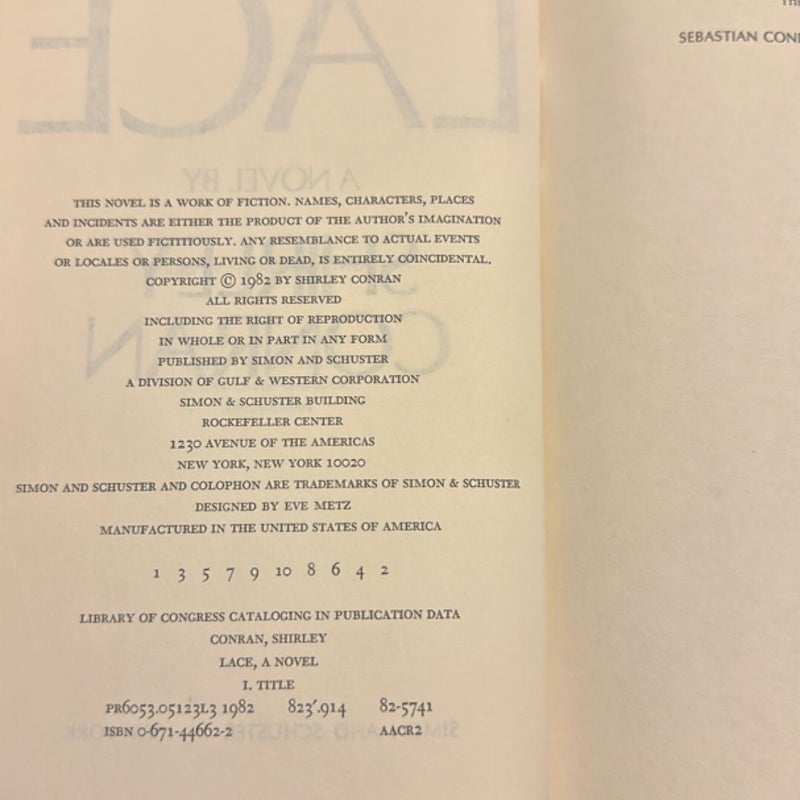 LACE
A NOVEL BY
CONRAN
THIS NOVEL IS A WORK OF FICTION. NAMES, CHARACTERS, PLACES
AND INCIDENTS ARE EITHER THE PRODUCT OF THE AUTHOR'S IMAGINATION
OR ARE USED FICTITIOUSLY. ANY RESEMBLANCE TO ACTUAL EVENTS
OR LOCALES OR PERSONS, LIVING OR DEAD, IS ENTIRELY COINCIDENTAL.
COPYRIGHT © 1982 BY SHIRLEY CONRAN
ALL RIGHTS RESERVED
INCLUDING THE RIGHT OF REPRODUCTION
IN WHOLE OR IN PART IN ANY FORM
PUBLISHED BY SIMON AND SCHUSTER
A DIVISION OF GULF & WESTERN CORPORATION
SIMON & SCHUSTER BUILDING
ROCKEFELLER CENTER
1230 AVENUE OF THE AMERICAS
NEW YORK, NEW YORK 10020
SIMON AND SCHUSTER AND COLOPHON ARE TRADEMARKS OF SIMON & SCHUSTER
DESIGNED BY EVE METZ
MANUFACTURED IN THE UNITED STATES OF AMERICA
1 3 5 7 9 10 8 6 4 2
LIBRARY OF CONGRESS CATALOGING IN PUBLICATION DATA
CONRAN, SHIRLEY
LACE, A NOVEL
I. TITLE
PR6053.05123L3 1982 823'.914 82-5741
ISBN 0-671-44662-2 AACR2
SEBASTIAN